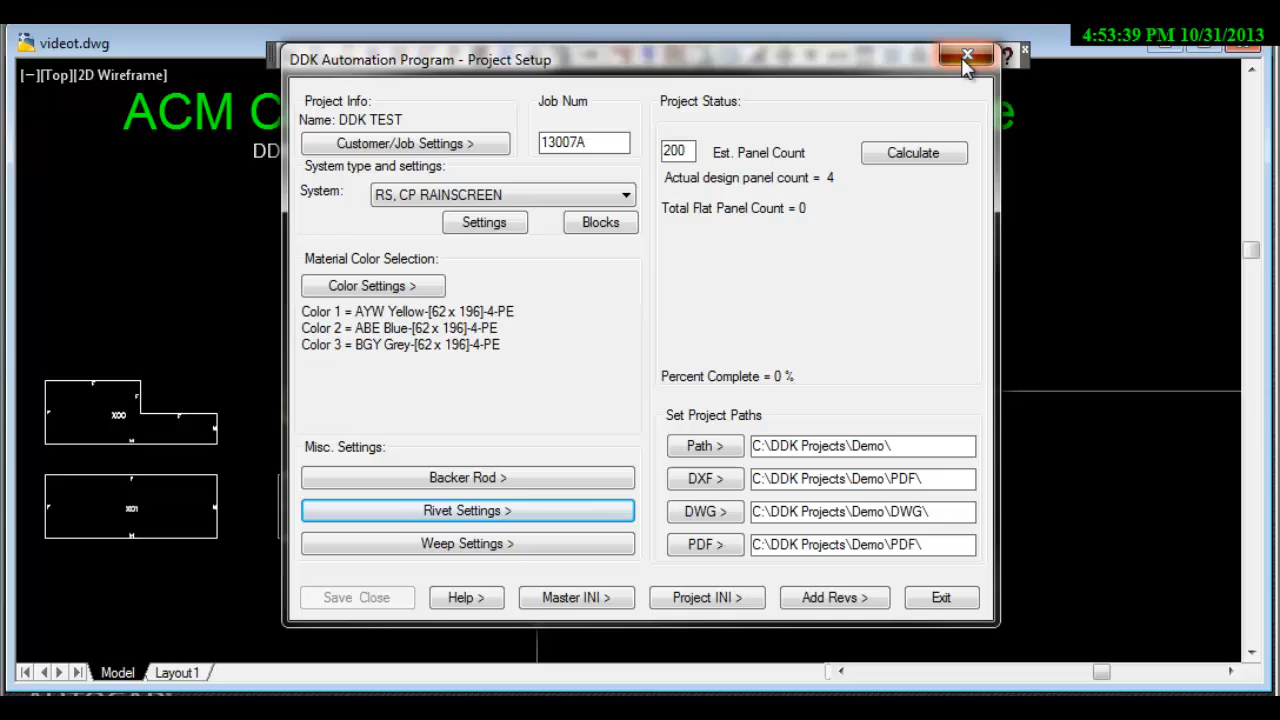 4:53:39 PM 10/31/2013
videot.dwg
DDK Automation Program - Project Setup
[−][Top][2D Wireframe]
ACM C
e
DD
Project Info:
Name: DDK TEST
Customer/Job Settings >
Job Num
13007A
System type and settings:
System:
RS, CP RAINSCREEN
Settings
Blocks
Material Color Selection:
Color Settings >
Color 1 = AYW Yellow-[62 x 196]-4-PE
Color 2 = ABE Blue-[62 x 196]-4-PE
Color 3 = BGY Grey-[62 x 196]-4-PE
Misc. Settings:
Backer Rod >
Rivet Settings >
Weep Settings >
Project Status:
200 Est. Panel Count
Calculate
Actual design panel count = 4
Total Flat Panel Count = 0
Percent Complete = 0 %
Set Project Paths
Path > C:\DDK Projects\Demo\
DXF > C:\DDK Projects\Demo\PDF\
DWG > C:\DDK Projects\Demo\DWG\
PDF > C:\DDK Projects\Demo\PDF\
Save Close
Help >
Master INI >
Project INI >
Add Revs >
Exit
X00
X01
Model
Layout1